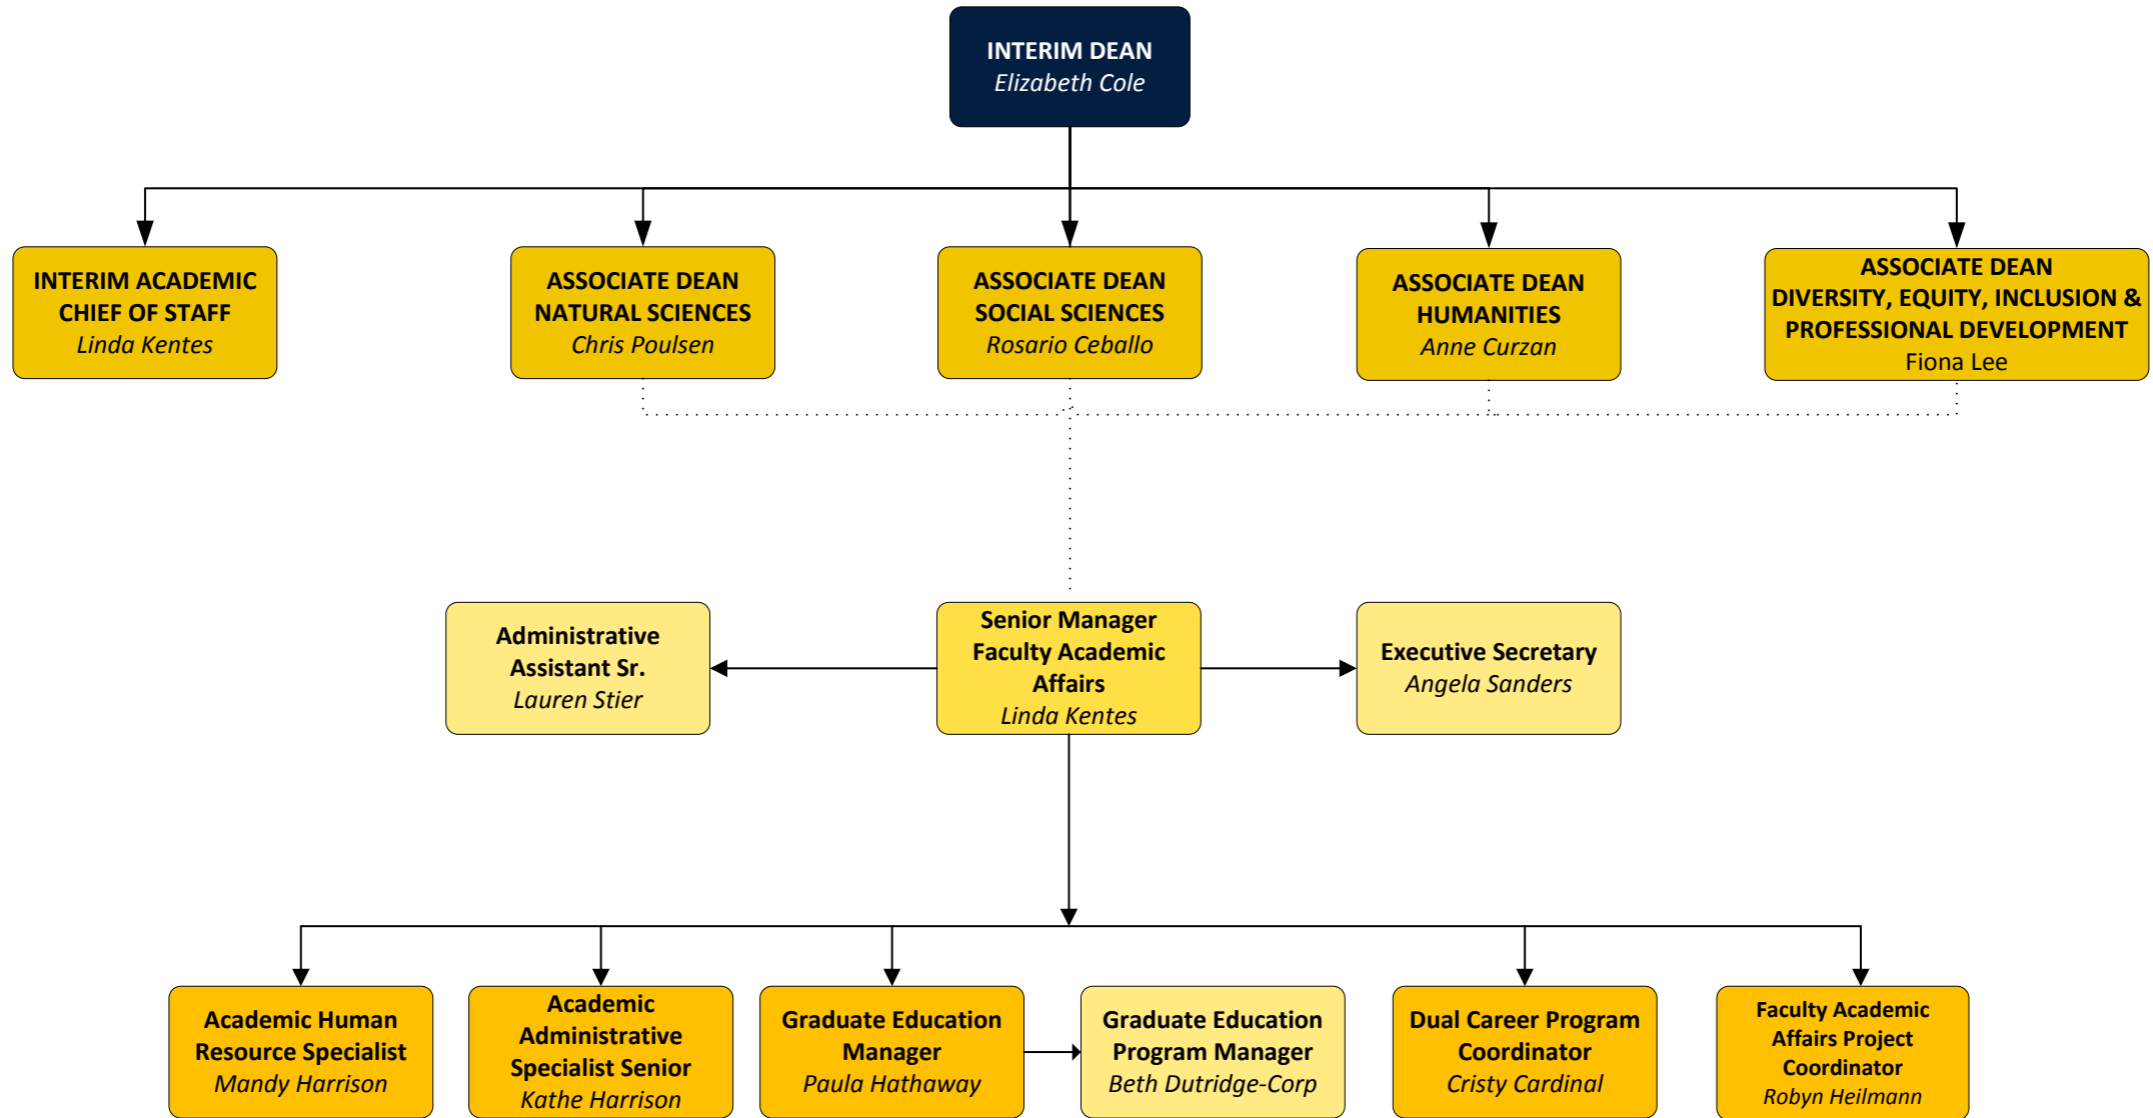 INTERIM DEAN
Elizabeth Cole
INTERIM ACADEMIC
CHIEF OF STAFF
Linda Kentes
ASSOCIATE DEAN
NATURAL SCIENCES
Chris Poulsen
ASSOCIATE DEAN
SOCIAL SCIENCES
Rosario Ceballo
ASSOCIATE DEAN
HUMANITIES
Anne Curzan
ASSOCIATE DEAN
DIVERSITY, EQUITY, INCLUSION &
PROFESSIONAL DEVELOPMENT
Fiona Lee
Administrative
Assistant Sr.
Lauren Stier
Senior Manager
Faculty Academic
Affairs
Linda Kentes
Executive Secretary
Angela Sanders
Academic Human
Resource Specialist
Mandy Harrison
Academic
Administrative
Specialist Senior
Kathe Harrison
Graduate Education
Manager
Paula Hathaway
Graduate Education
Program Manager
Beth Dutridge-Corp
Dual Career Program
Coordinator
Cristy Cardinal
Faculty Academic
Affairs Project
Coordinator
Robyn Heilmann